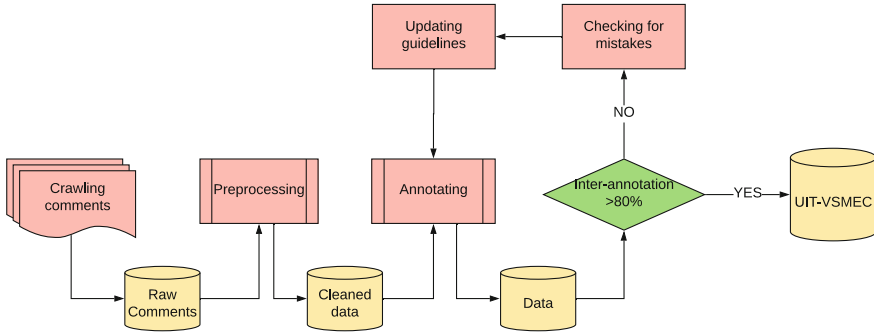 Updating
guidelines
Checking for
mistakes
NO
Crawling
comments
Preprocessing
Annotating
Inter-annotation
>80%
YES
UIT-VSMEC
Raw
Comments
Cleaned
data
Data